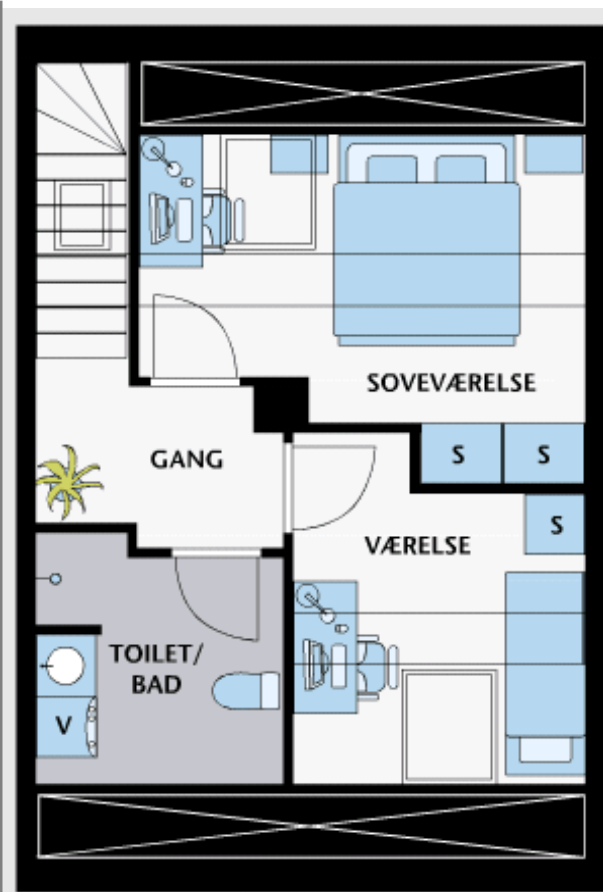 SOVEVÆRELSE
GANG
S
S
S
VÆRELSE
TOILET/
BAD
V